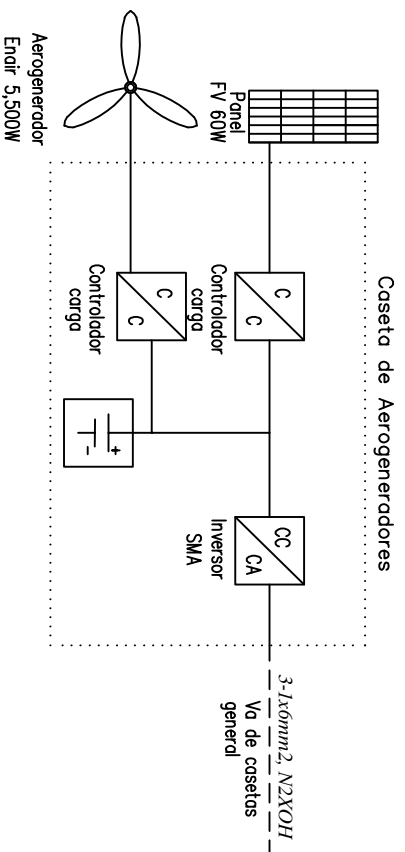 Caseta de Aerogeneradores
Panel
FV 60W
Controlador
carga
C
C
Aerogenerador
Enair 5,500W
Controlador
carga
C
C
+
-
Inversor
SMA
CC
CA
3-1x6mm2, N2XOH
Va de casetas
general